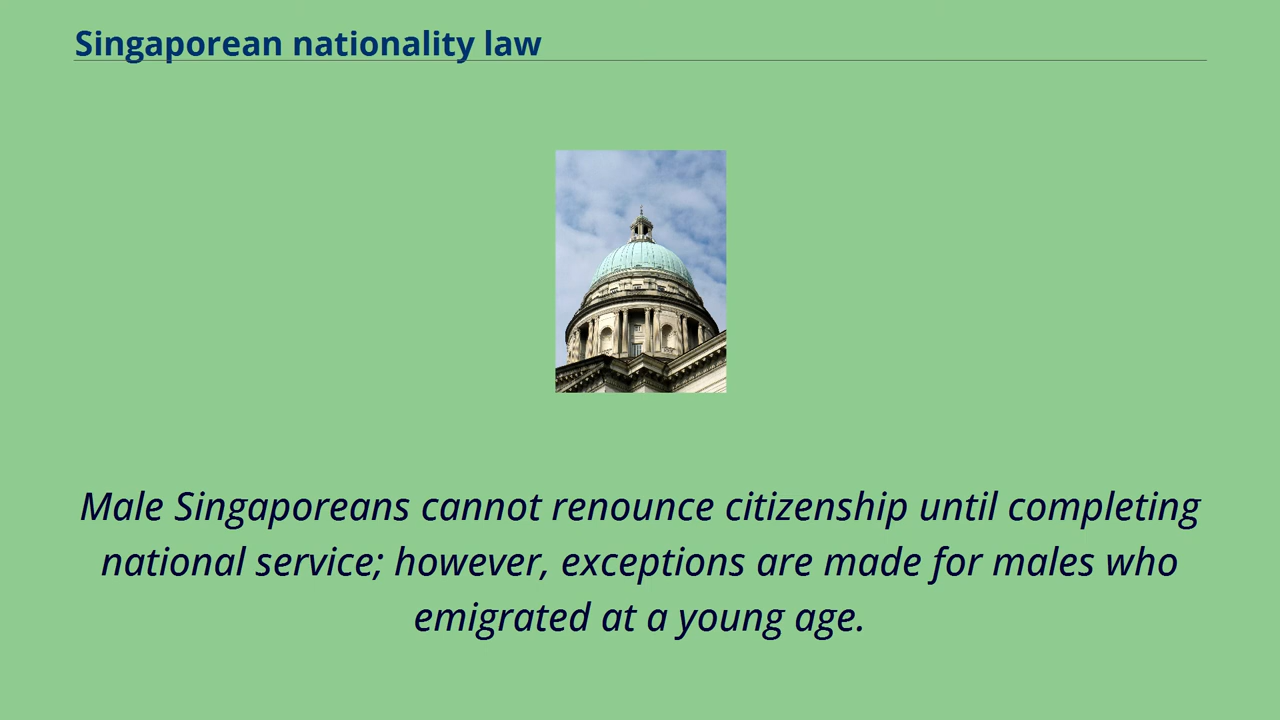 Singaporean nationality law
Male Singaporeans cannot renounce citizenship until completing
national service; however, exceptions are made for males who
emigrated at a young age.